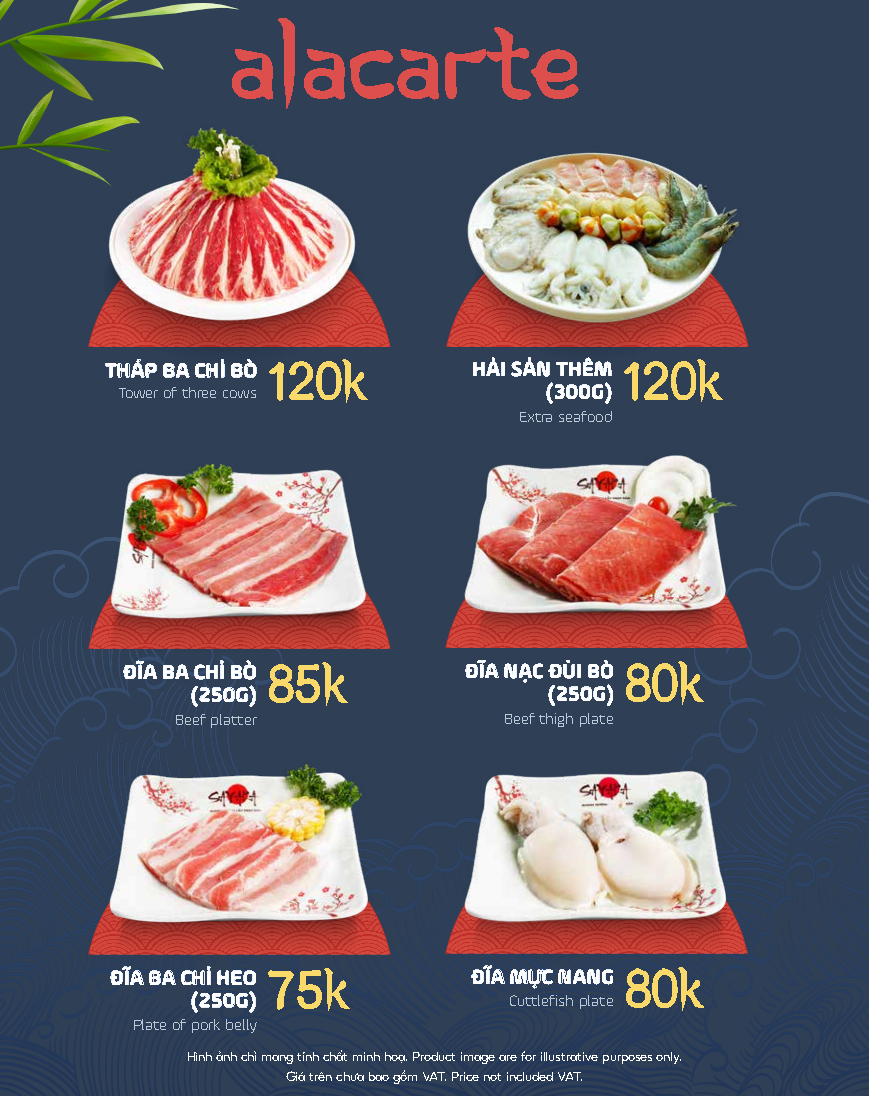 alacarte
THÁP BA CHỈ BÒ 120k
Tower of three cows
HẢI SẢN THÊM
(300G) 120k
Extra seafood
ĐĨA BA CHỈ BÒ
(250G) 85k
Beef platter
ĐĨA NẠC ĐÙI BÒ
(250G) 80k
Beef thigh plate
ĐĨA BA CHỈ HEO
(250G) 75k
Plate of pork belly
ĐĨA MỰC NANG 80k
Cuttlefish plate
Hình ảnh chỉ mang tính chất minh hoạ. Product image are for illustrative purposes only.
Giá trên chưa bao gồm VAT. Price not included VAT.